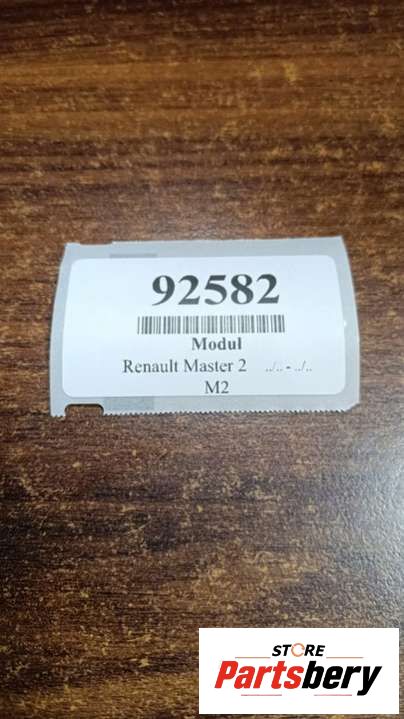 92582
Modul
Renault Master 2 ../.. - ../..
M2
STORE
Partsbery